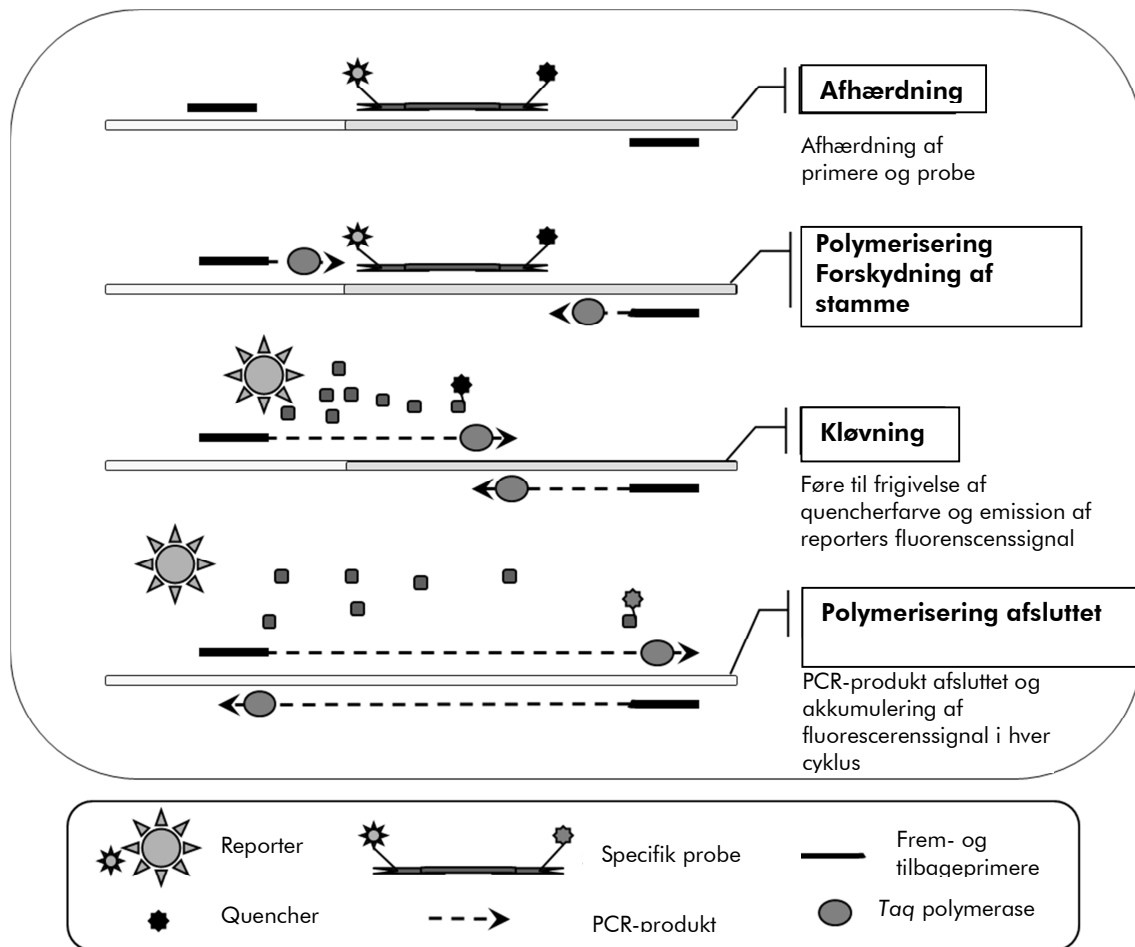 Afhærdning
Afhærdning af
primere og probe
Polymerisering
Forskydning af
stamme
Kløvning
Føre til frigivelse af
quencherfarve og emission af
reporters fluorenscenssignal
Polymerisering afsluttet
PCR-produkt afsluttet og
akkumulering af
fluorescerenssignal i hver
cyklus
Reporter
Specifik probe
Frem- og
tilbageprimere
Quencher
PCR-produkt
Taq polymerase